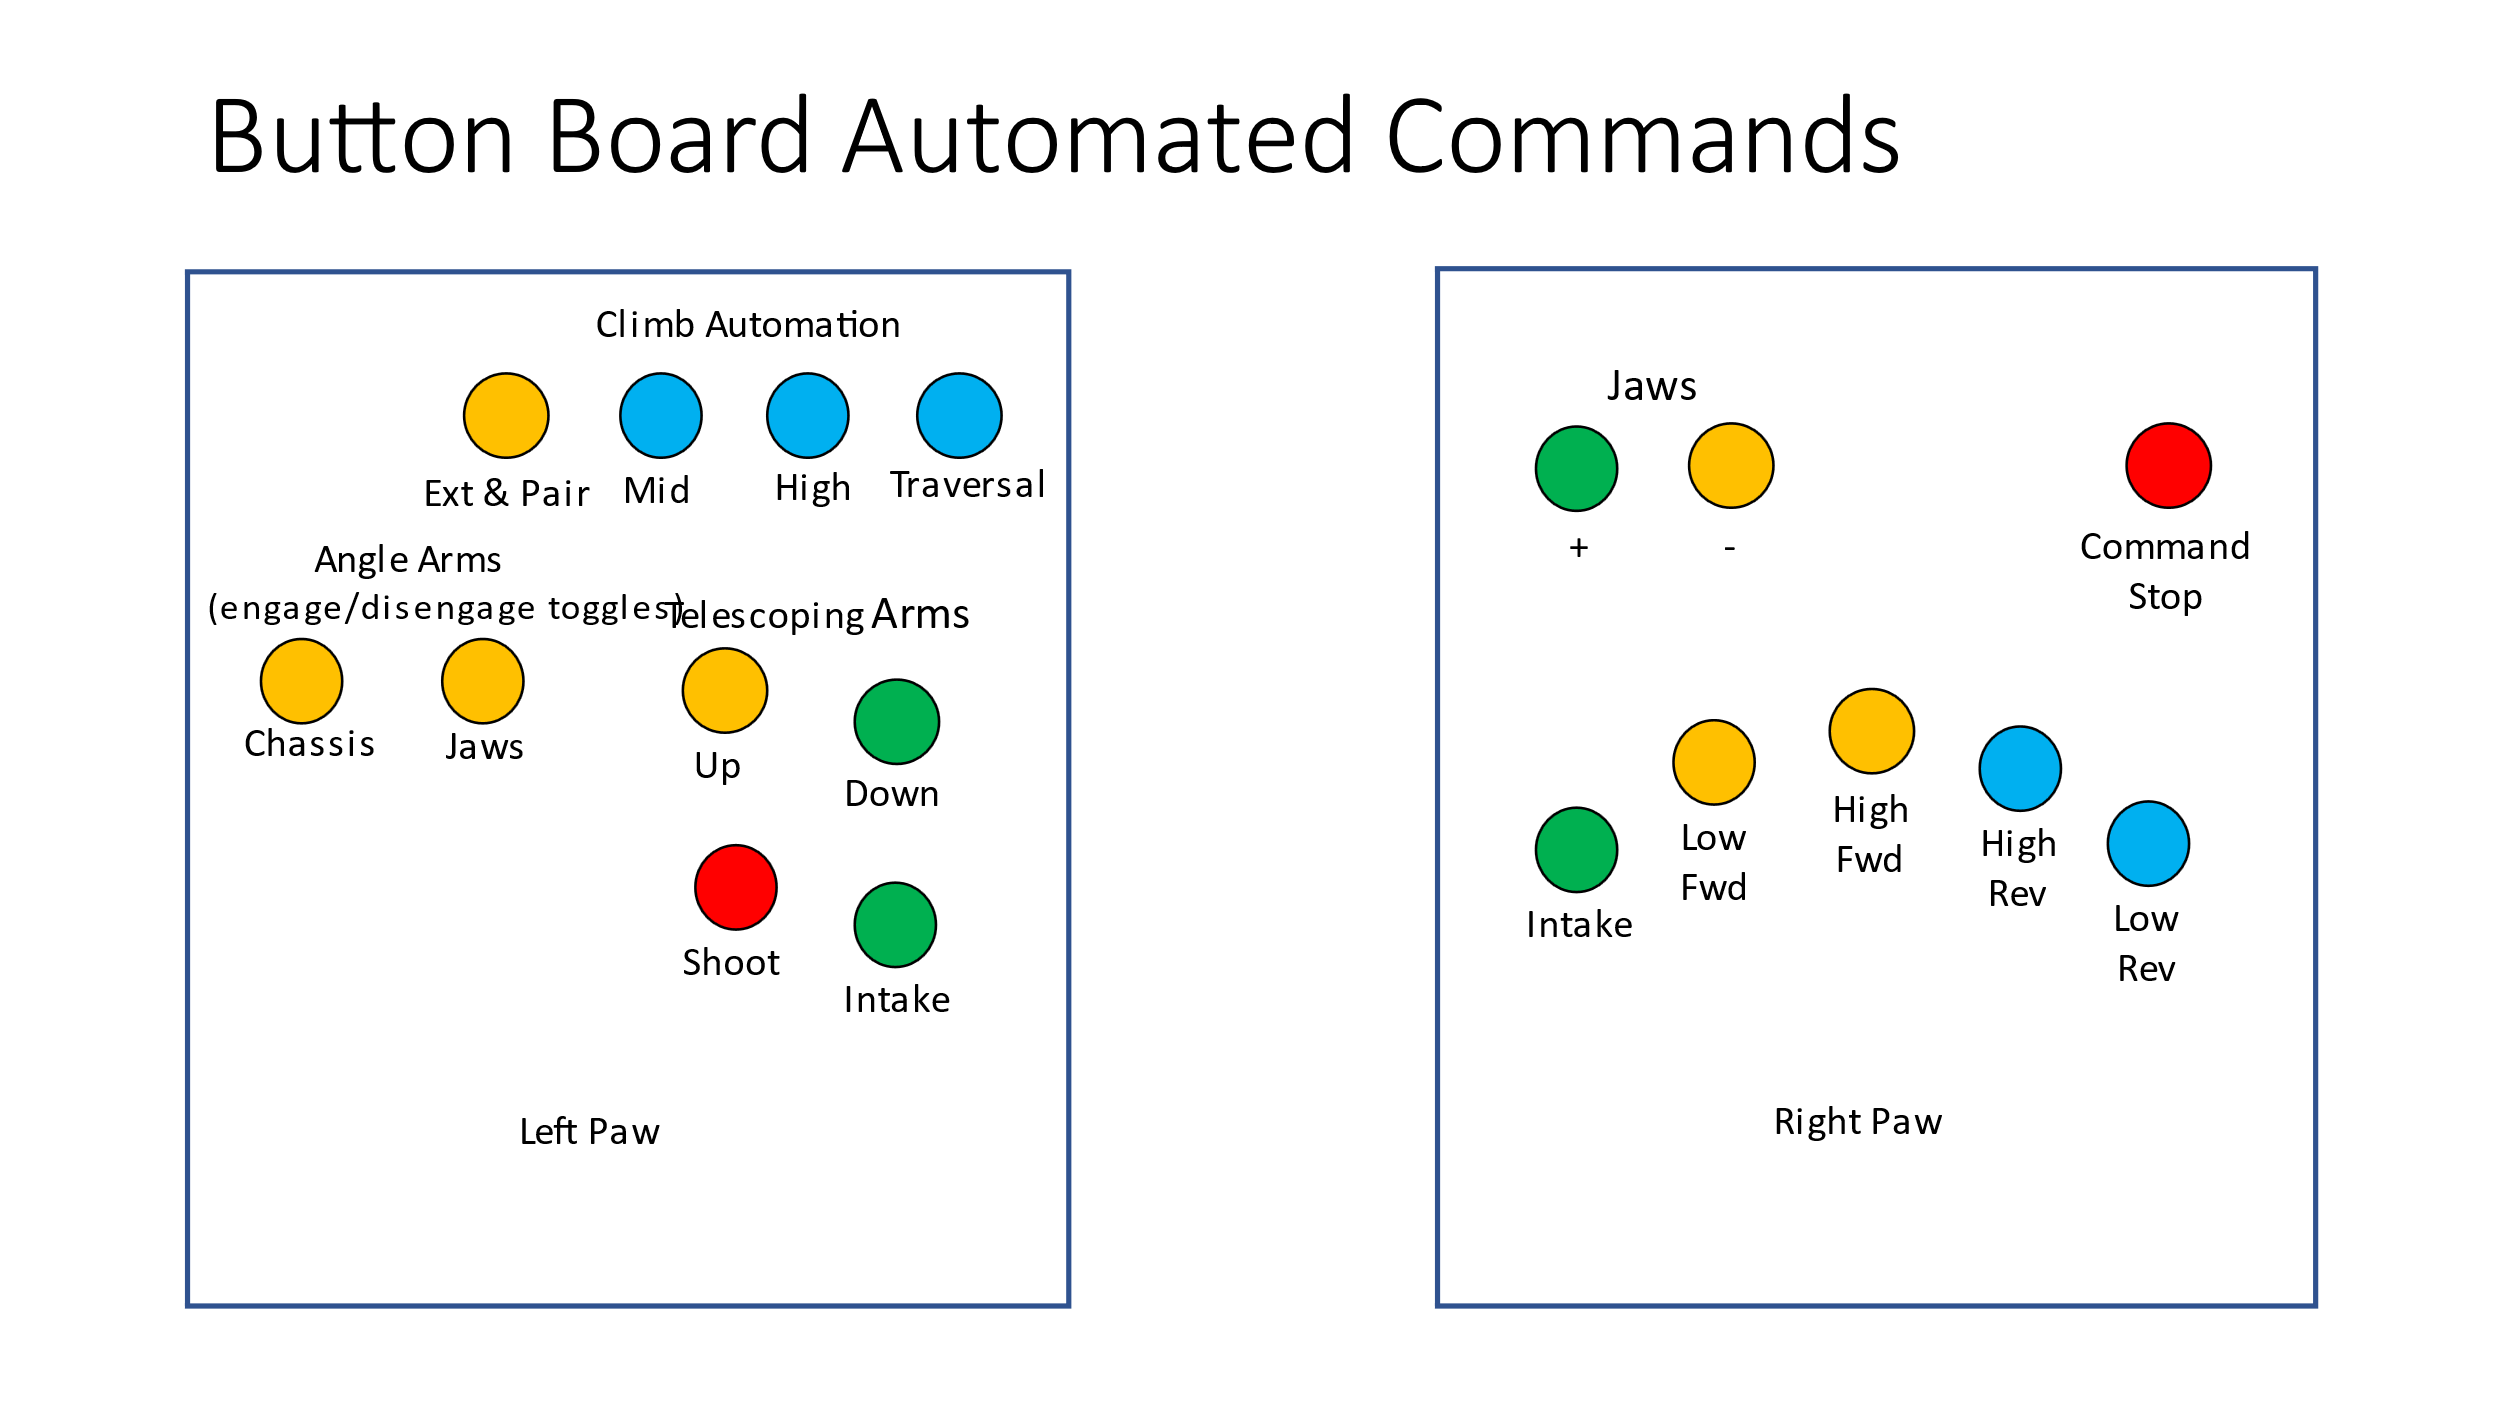 Button Board Automated Commands
Climb Automation
Ext & Pair
Mid
High
Traversal
Angle Arms
(engage/disengage toggles)
Telescoping Arms
Chassis
Jaws
Up
Down
Shoot
Intake
Left Paw
Jaws
+
-
Command
Stop
Intake
Low
Fwd
High
Fwd
High
Rev
Low
Rev
Right Paw